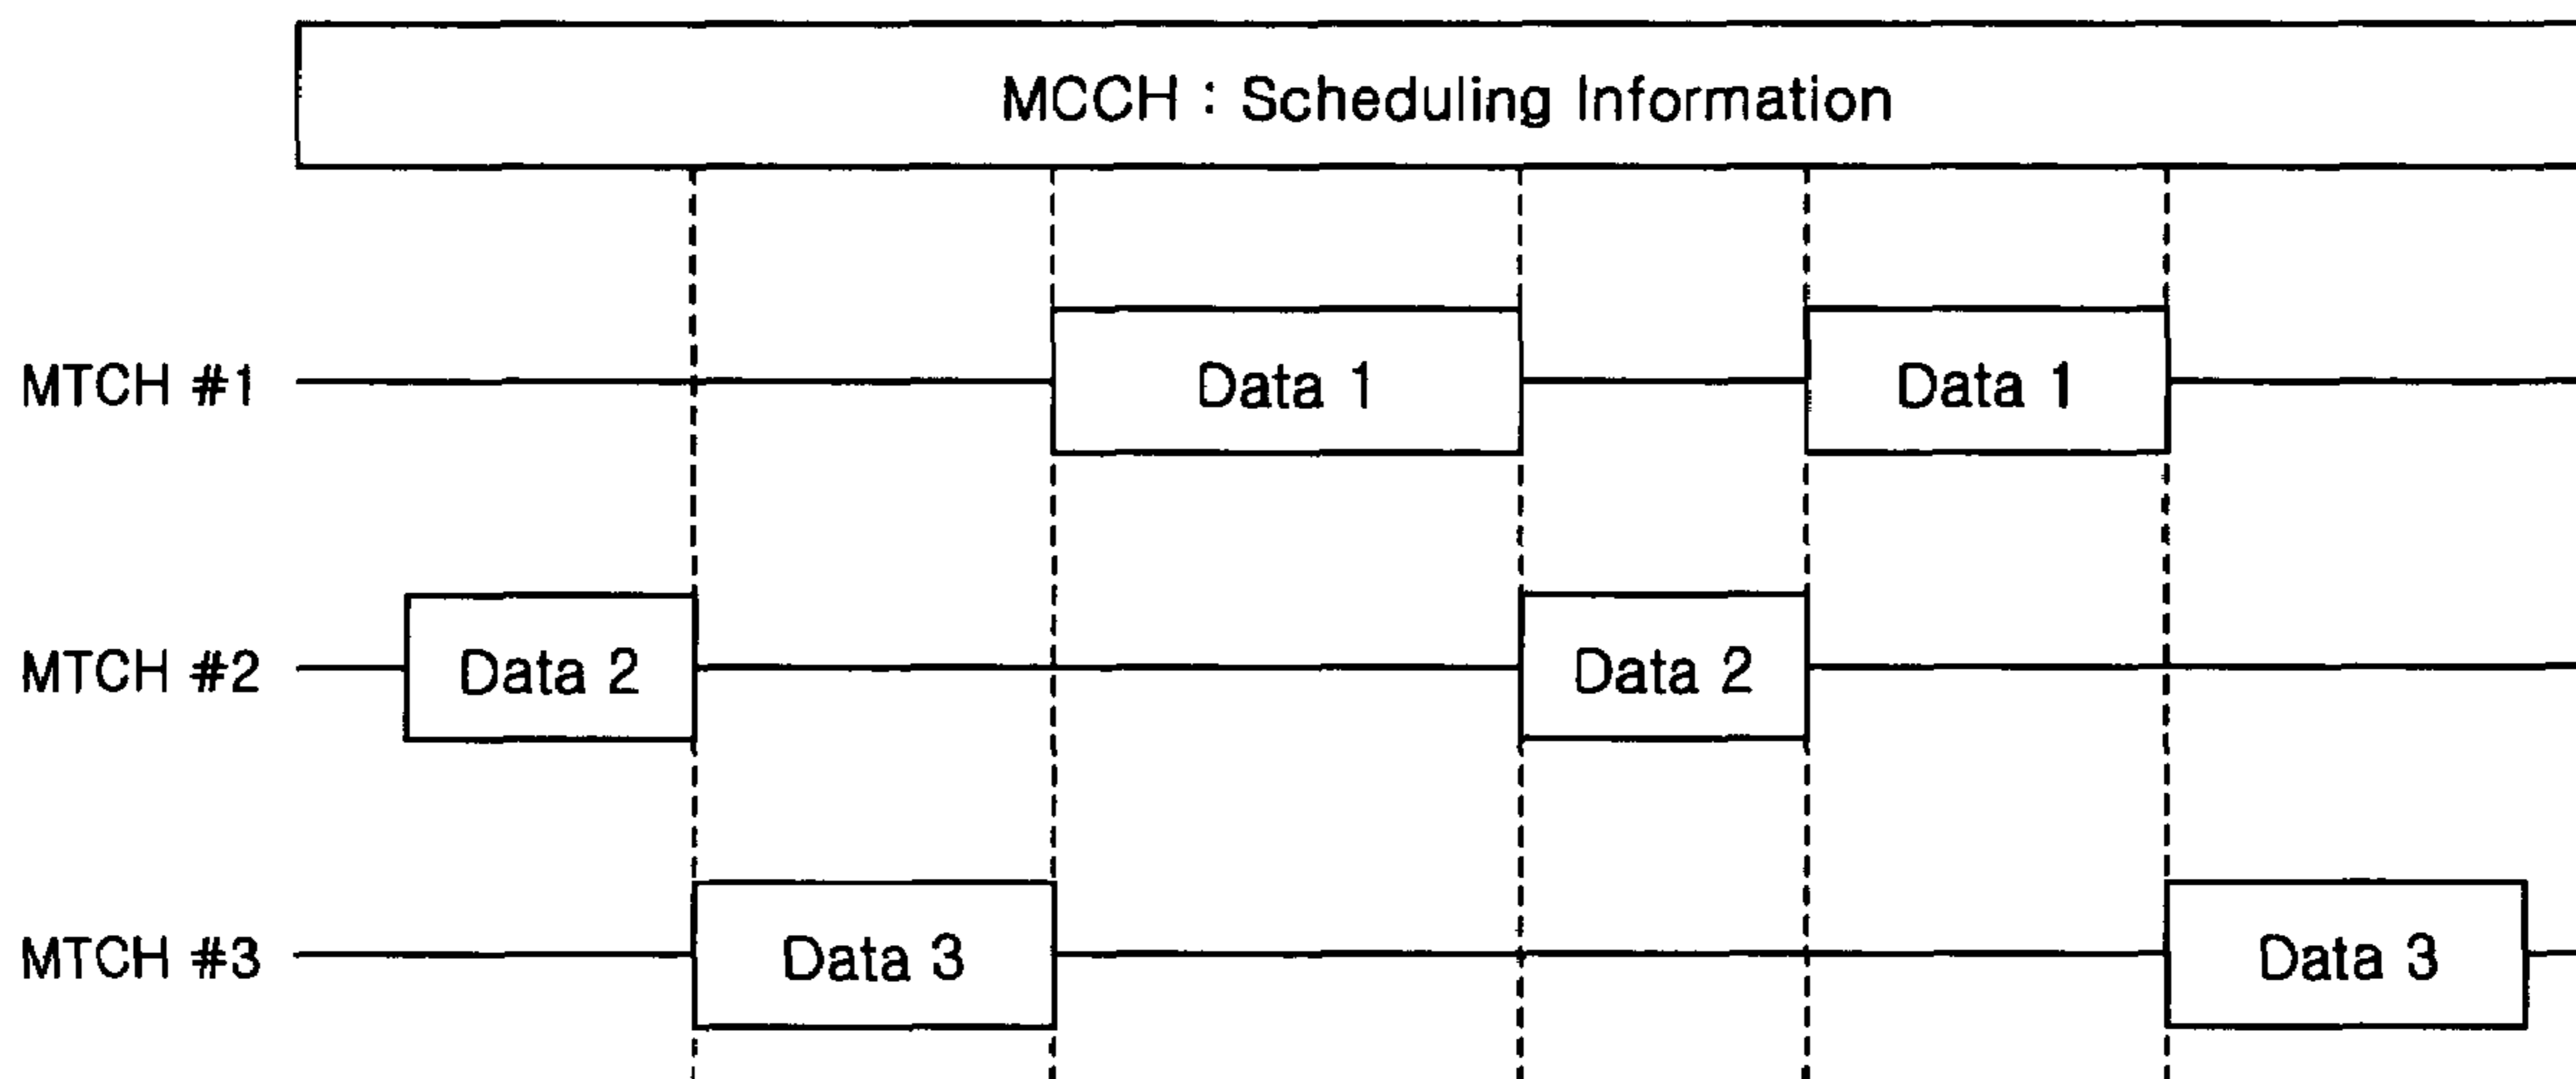 MCCH : Scheduling Information
MTCH #1 Data 1 Data 1
MTCH #2 Data 2 Data 2
MTCH #3 Data 3 Data 3